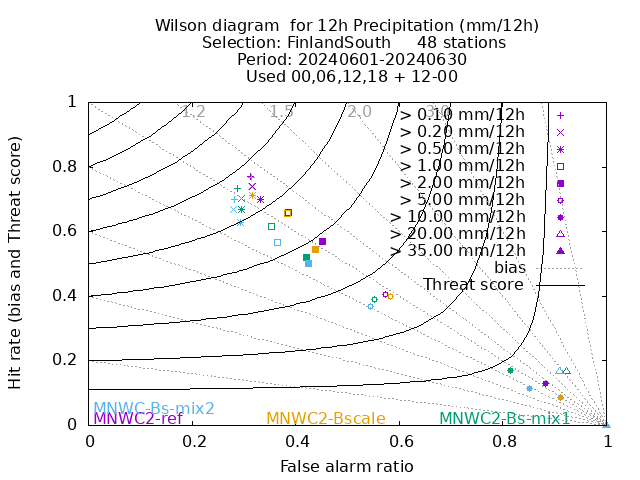 Wilson diagram  for 12h Precipitation (mm/12h)
Selection: FinlandSouth     48 stations
Period: 20240601-20240630
Used 00,06,12,18 + 12-00
Hit rate (bias and Threat score)
1
0.8
0.6
0.4
0.2
0
1.2
1.5
2.0
3.0
> 0.10 mm/12h
> 0.20 mm/12h
> 0.50 mm/12h
> 1.00 mm/12h
> 2.00 mm/12h
> 5.00 mm/12h
> 10.00 mm/12h
> 20.00 mm/12h
> 35.00 mm/12h
bias
Threat score
MNWC-Bs-mix2
MNWC2-ref
MNWC2-Bscale
MNWC2-Bs-mix1
0
0.2
0.4
0.6
0.8
1
False alarm ratio